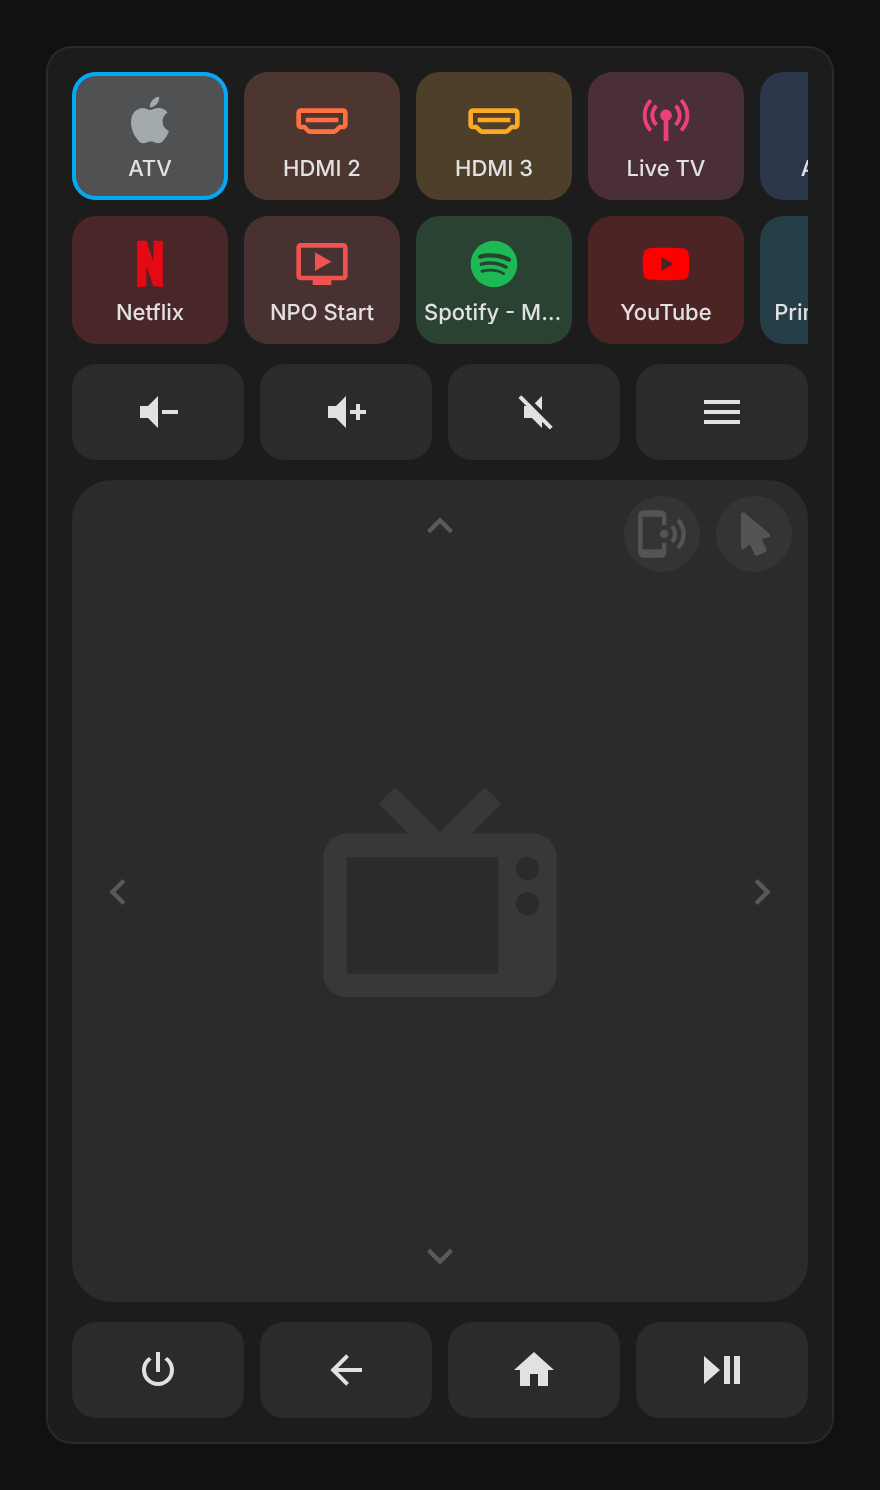 ATV
HDMI 2
HDMI 3
Live TV
Netflix
NPO Start
Spotify - M...
YouTube